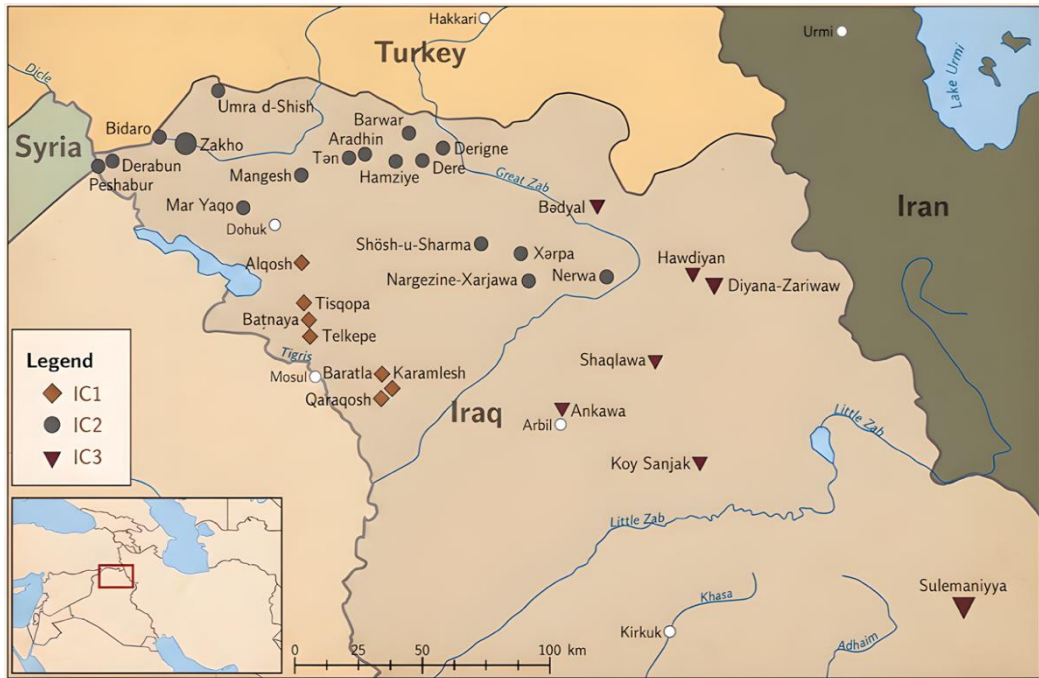 Hakkari
Urmi
Turkey
Lake Urmi
Dicle
Umra d-Shish
Syria
Bidaro
Zakho
Barwar
Aradhin
Derigne
Tən
Derabun
Peshabur
Mangesh
Hamziye
Dere
Great Zab
Iran
Mar Yaqo
Bədyal
Dohuk
Shōsh-u-Sharma
Xərpa
Alqosh
Nargezine-Xarjawa
Nerwa
Hawdiyan
Diyana-Zariwaw
Tisqopa
Baṭnaya
Telkepe
Legend
IC1
IC2
IC3
Tigris
Mosul
Baratla
Karamlesh
Qaraqosh
Shaqlawa
Iraq
Ankawa
Arbil
Little Zab
Koy Sanjak
Little Zab
Sulemaniyya
Khasa
Kirkuk
Adhaim
0 25 50 100 km